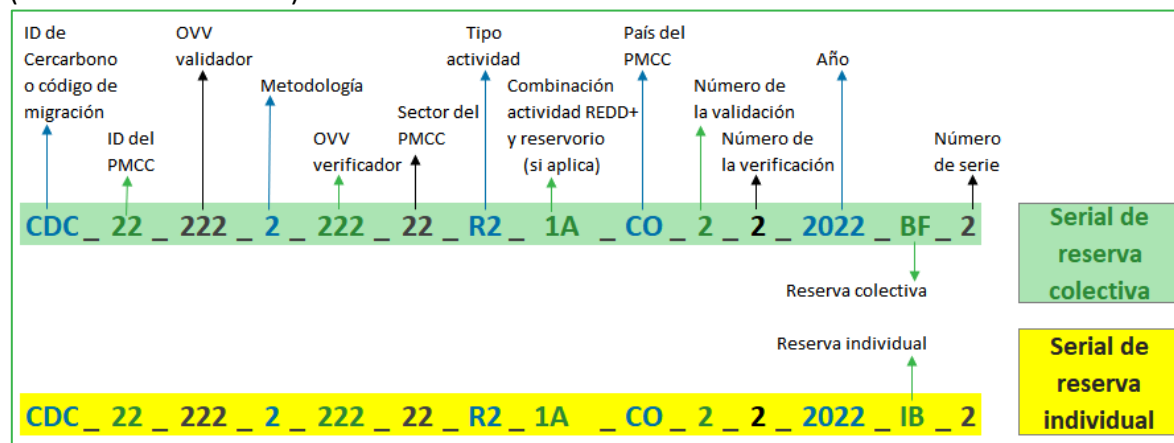 ID de
Cercarbono
o código de
migración
ID del
PMCC
OVV
validador
Metodología
OVV
verificador
Sector del
PMCC
Tipo
actividad
Combinación
actividad REDD+
y reservorio
(si aplica)
País del
PMCC
Número de
la validación
Número de
la verificación
Año
Número
de serie
CDC _ 22 _ 222 _ 2 _ 222 _ 22 _ R2 _ 1A _ CO _ 2 _ 2 _ 2022 _ BF _ 2
Serial de
reserva
colectiva
Reserva colectiva
Reserva individual
CDC _ 22 _ 222 _ 2 _ 222 _ 22 _ R2 _ 1A _ CO _ 2 _ 2 _ 2022 _ IB _ 2
Serial de
reserva
individual